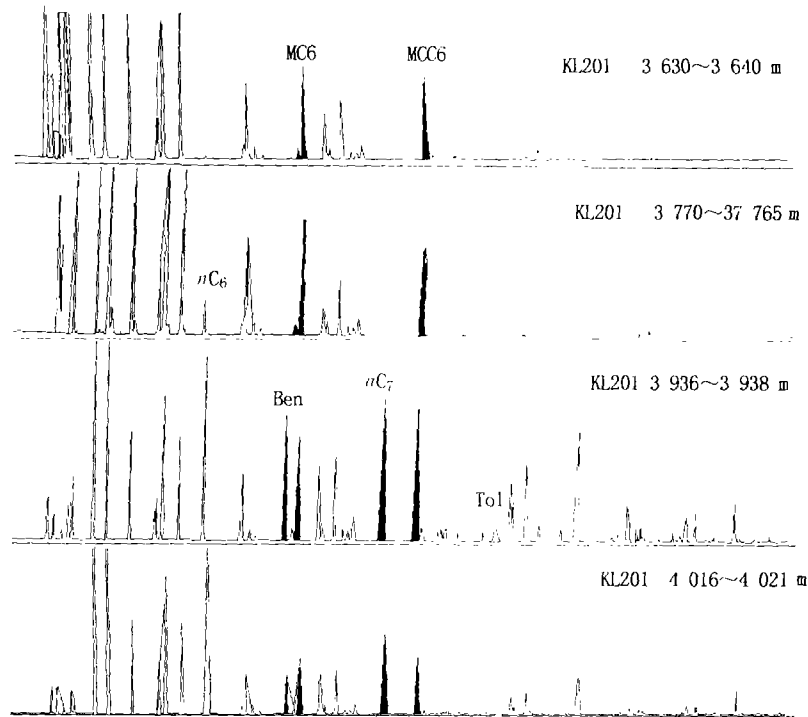 MC6
MCC6
KL201 3 630~3 640 m
KL201 3 770~37 765 m
nC₆
Ben
nC₇
KL201 3 936~3 938 m
Tol
KL201 4 016~4 021 m